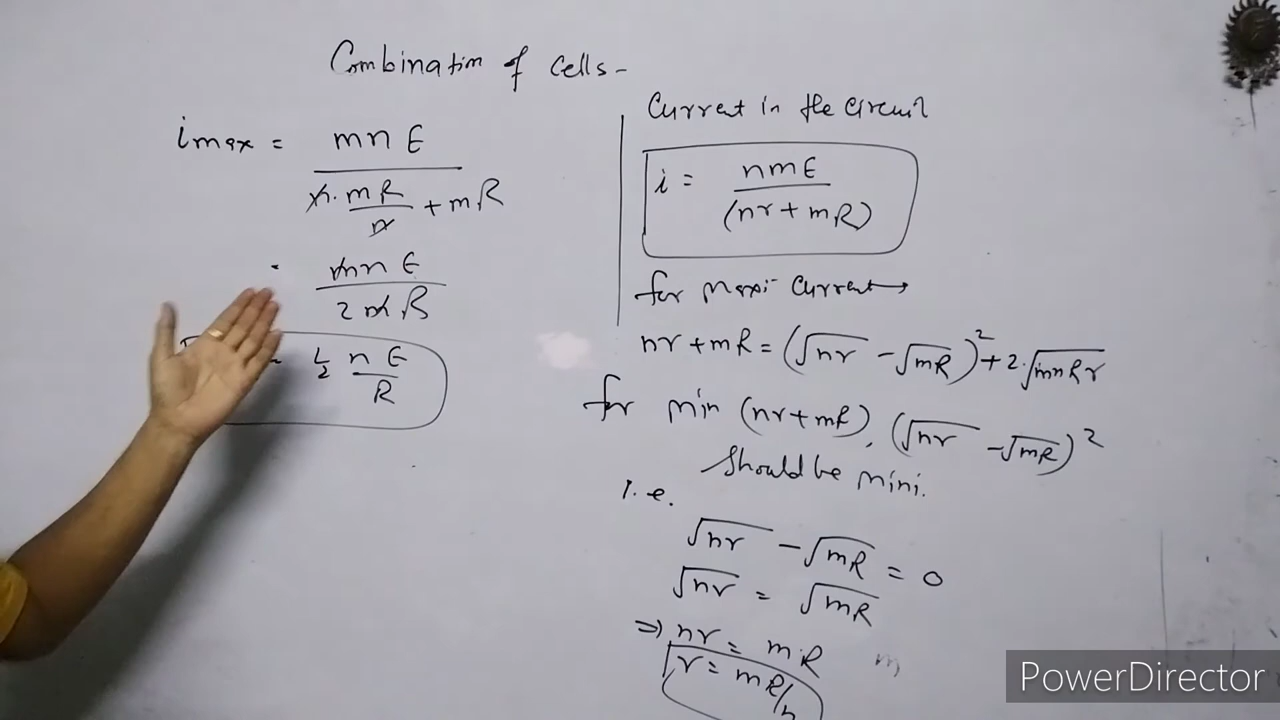 Combination of cells -
imax = mnE / (n · mR/n + mR)
mnE / 2mR
1/2 nE/R
Current in the circuit
i = nmE / (nr + mR)
for maxi- current →
nr + mR = (√nr - √mR)² + 2·√mnRr
for min (nr + mR), (√nr - √mR)²
should be mini.
i.e.
√nr - √mR = 0
√nr = √mR
⇒ nr = mR
r = mR/n
m
PowerDirector